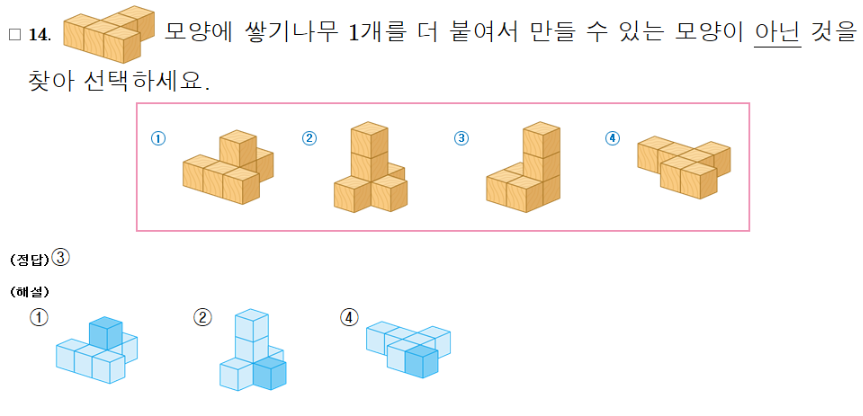 □ 14. 모양에 쌓기나무 1개를 더 붙여서 만들 수 있는 모양이 아닌 것을
찾아 선택하세요.
① ② ③ ④
(정답)③
(해설)
① ② ④